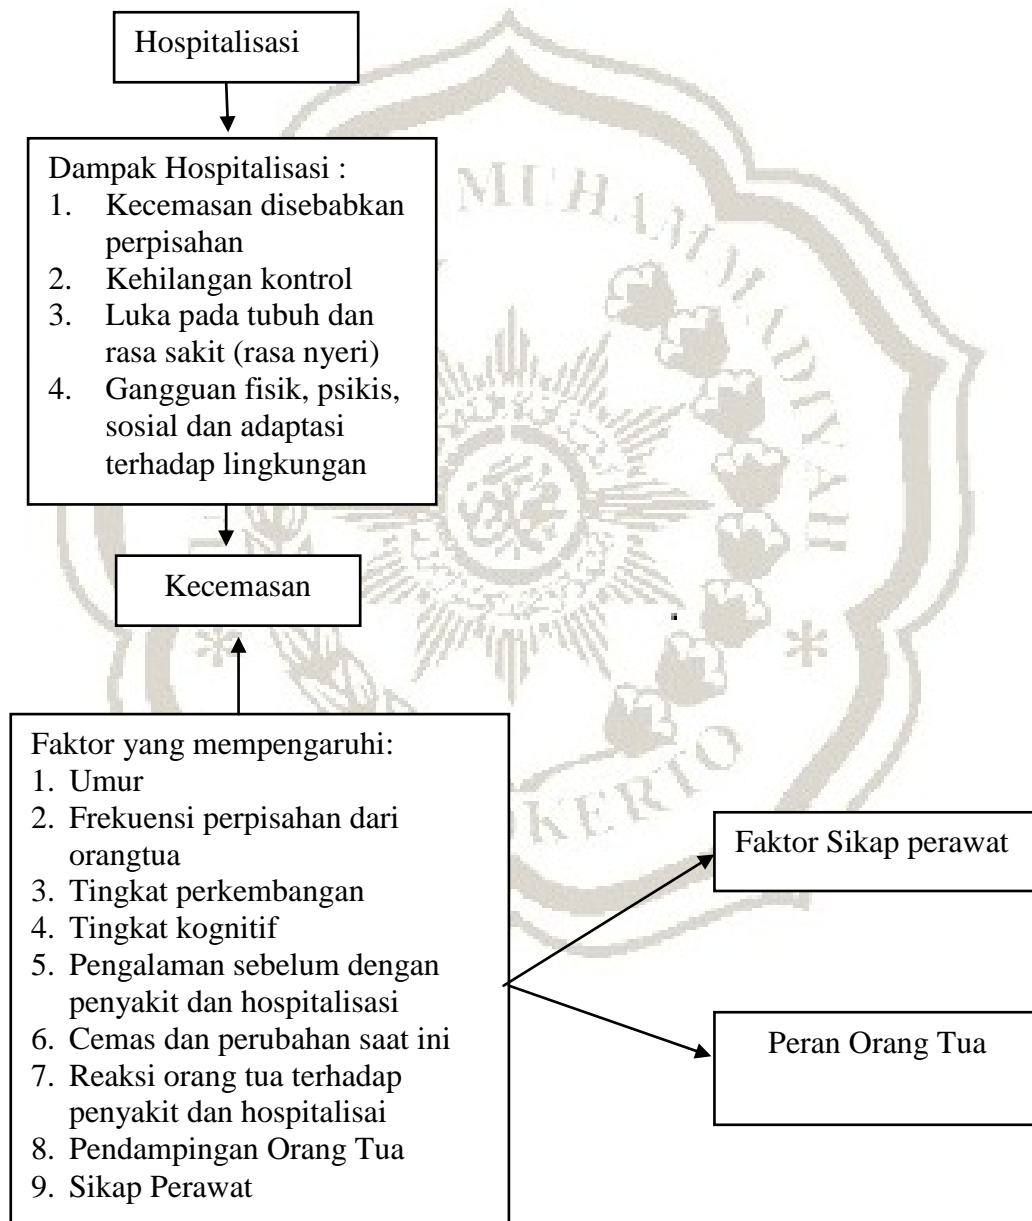 Hospitalisasi
Dampak Hospitalisasi :
1. Kecemasan disebabkan
perpisahan
2. Kehilangan kontrol
3. Luka pada tubuh dan
rasa sakit (rasa nyeri)
4. Gangguan fisik, psikis,
sosial dan adaptasi
terhadap lingkungan
Kecemasan
Faktor yang mempengaruhi:
1. Umur
2. Frekuensi perpisahan dari
orangtua
3. Tingkat perkembangan
4. Tingkat kognitif
5. Pengalaman sebelum dengan
penyakit dan hospitalisasi
6. Cemas dan perubahan saat ini
7. Reaksi orang tua terhadap
penyakit dan hospitalisai
8. Pendampingan Orang Tua
9. Sikap Perawat
Faktor Sikap perawat
Peran Orang Tua
MUHAMMADIYAH